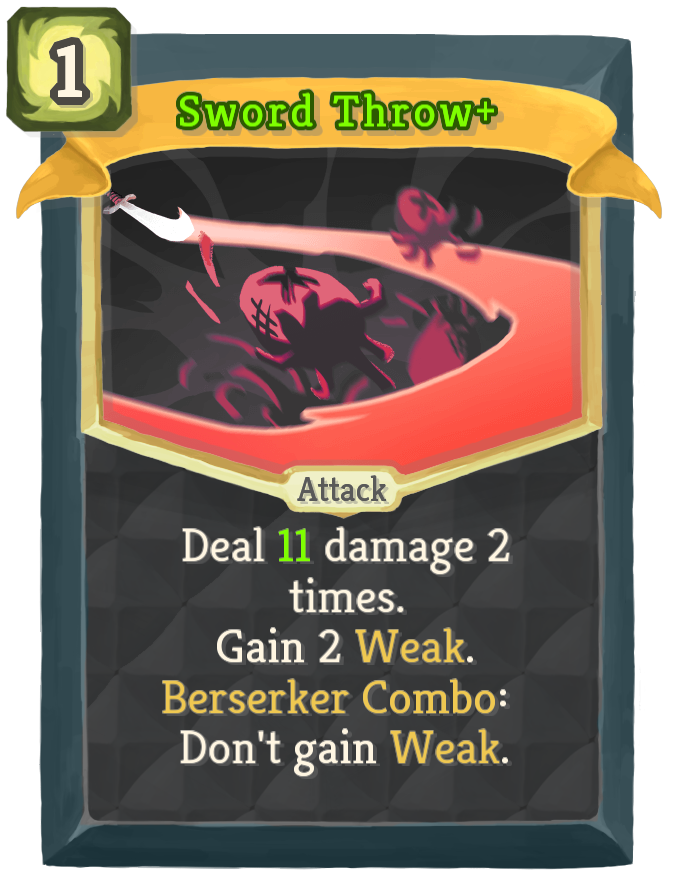 1
Sword Throw+
Attack
Deal 11 damage 2
times.
Gain 2 Weak.
Berserker Combo:
Don't gain Weak.